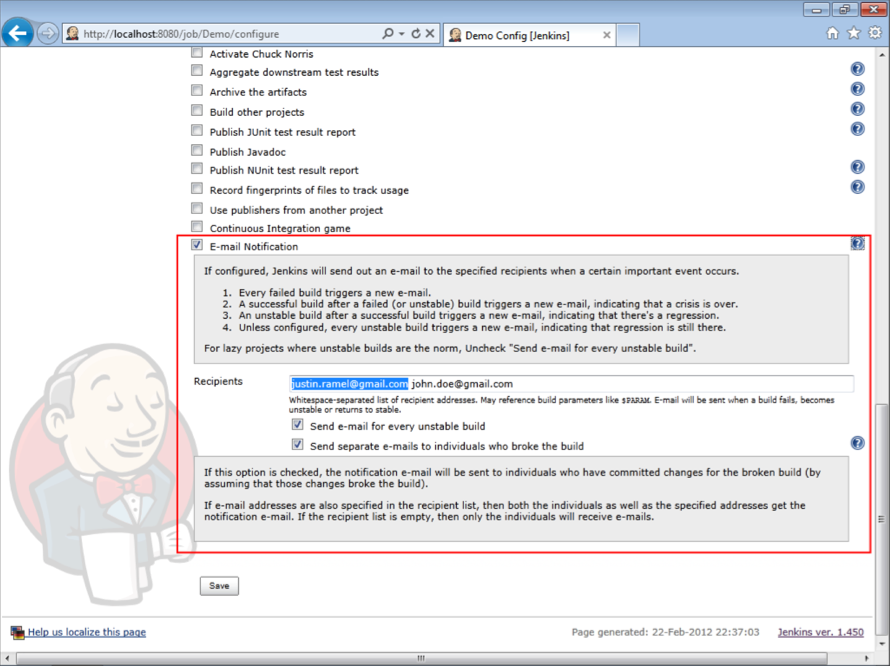 http://localhost:8080/job/Demo/configure
Demo Config [Jenkins]
Activate Chuck Norris
Aggregate downstream test results
Archive the artifacts
Build other projects
Publish JUnit test result report
Publish Javadoc
Publish NUnit test result report
Record fingerprints of files to track usage
Use publishers from another project
Continuous Integration game
E-mail Notification
If configured, Jenkins will send out an e-mail to the specified recipients when a certain important event occurs.
1. Every failed build triggers a new e-mail.
2. A successful build after a failed (or unstable) build triggers a new e-mail, indicating that a crisis is over.
3. An unstable build after a successful build triggers a new e-mail, indicating that there's a regression.
4. Unless configured, every unstable build triggers a new e-mail, indicating that regression is still there.
For lazy projects where unstable builds are the norm, Uncheck "Send e-mail for every unstable build".
Recipients
justin.ramel@gmail.com john.doe@gmail.com
Whitespace-separated list of recipient addresses. May reference build parameters like $PARAM. E-mail will be sent when a build fails, becomes
unstable or returns to stable.
Send e-mail for every unstable build
Send separate e-mails to individuals who broke the build
If this option is checked, the notification e-mail will be sent to individuals who have committed changes for the broken build (by
assuming that those changes broke the build).
If e-mail addresses are also specified in the recipient list, then both the individuals as well as the specified addresses get the
notification e-mail. If the recipient list is empty, then only the individuals will receive e-mails.
Save
Help us localize this page
Page generated: 22-Feb-2012 22:37:03
Jenkins ver. 1.450